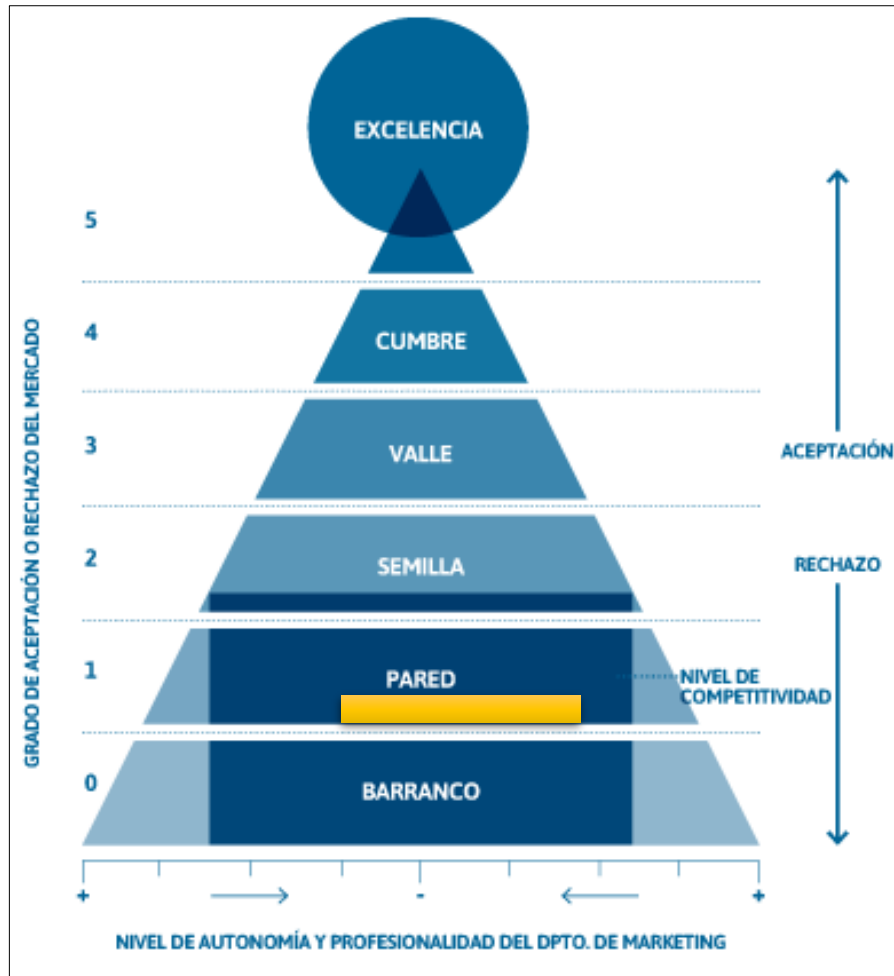 EXCELENCIA
5
4
CUMBRE
3
VALLE
ACEPTACIÓN
2
SEMILLA
RECHAZO
1
PARED
NIVEL DE
COMPETITIVIDAD
0
BARRANCO
GRADO DE ACEPTACIÓN O RECHAZO DEL MERCADO
+ - +
NIVEL DE AUTONOMÍA Y PROFESIONALIDAD DEL DPTO. DE MARKETING